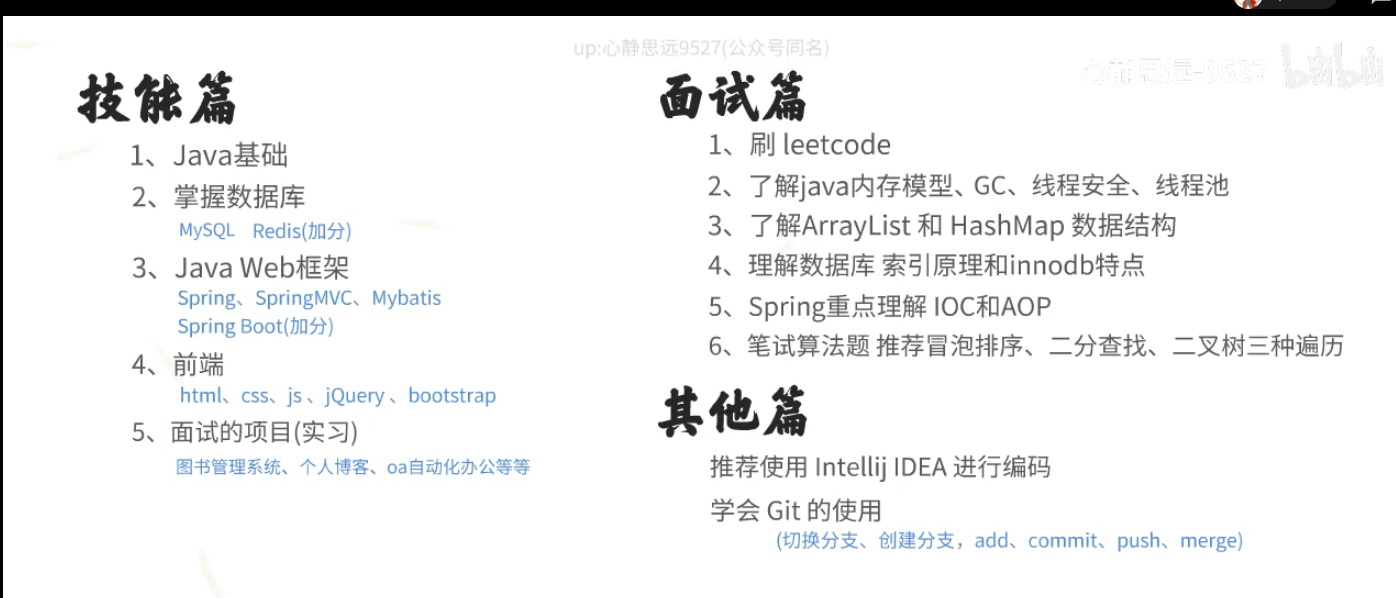 up:心静思远9527(公众号同名)
心静思远-9527 bilibili
技能篇
1、Java基础
2、掌握数据库
MySQL Redis(加分)
3、Java Web框架
Spring、SpringMVC、Mybatis
Spring Boot(加分)
4、前端
html、css、js 、jQuery 、bootstrap
5、面试的项目(实习)
图书管理系统、个人博客、oa自动化办公等等
面试篇
1、刷 leetcode
2、了解java内存模型、GC、线程安全、线程池
3、了解ArrayList 和 HashMap 数据结构
4、理解数据库 索引原理和innodb特点
5、Spring重点理解 IOC和AOP
6、笔试算法题 推荐冒泡排序、二分查找、二叉树三种遍历
其他篇
推荐使用 Intellij IDEA 进行编码
学会 Git 的使用
(切换分支、创建分支，add、commit、push、merge)